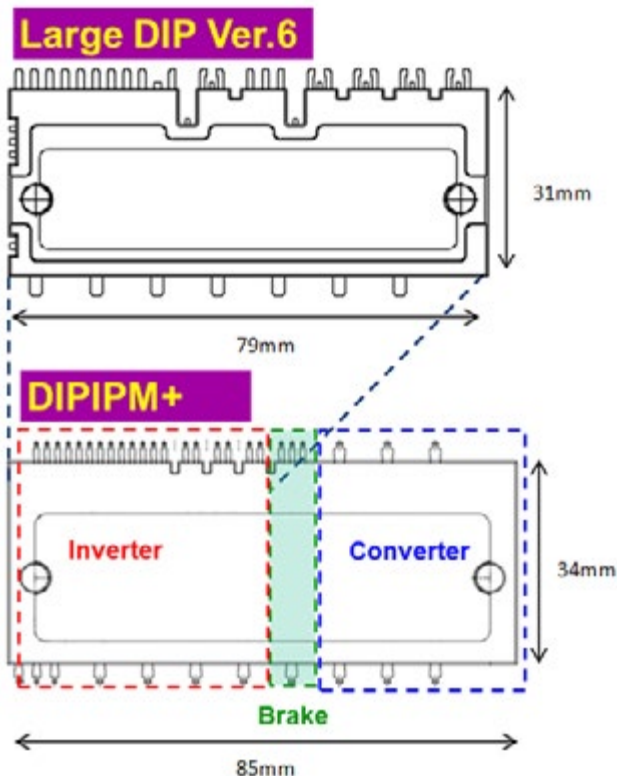 Large DIP Ver.6
31mm
79mm
DIPIPM+
Inverter
Converter
34mm
Brake
85mm